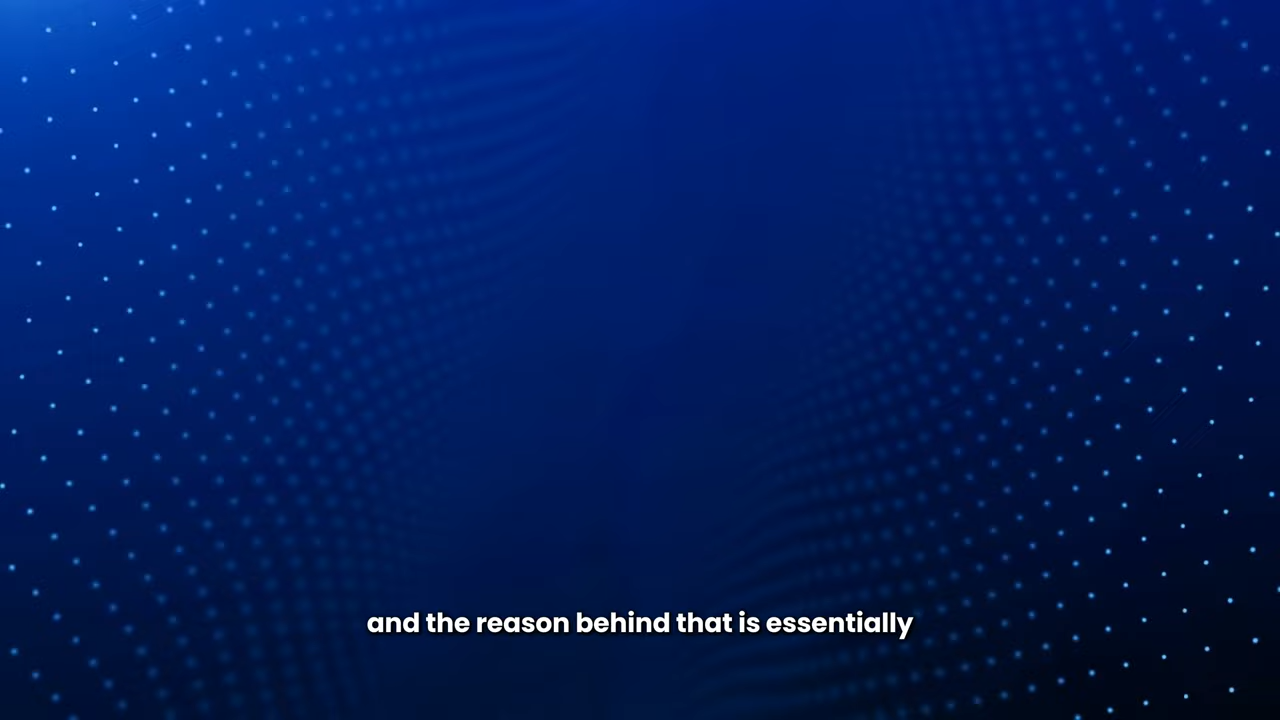 and the reason behind that is essentially